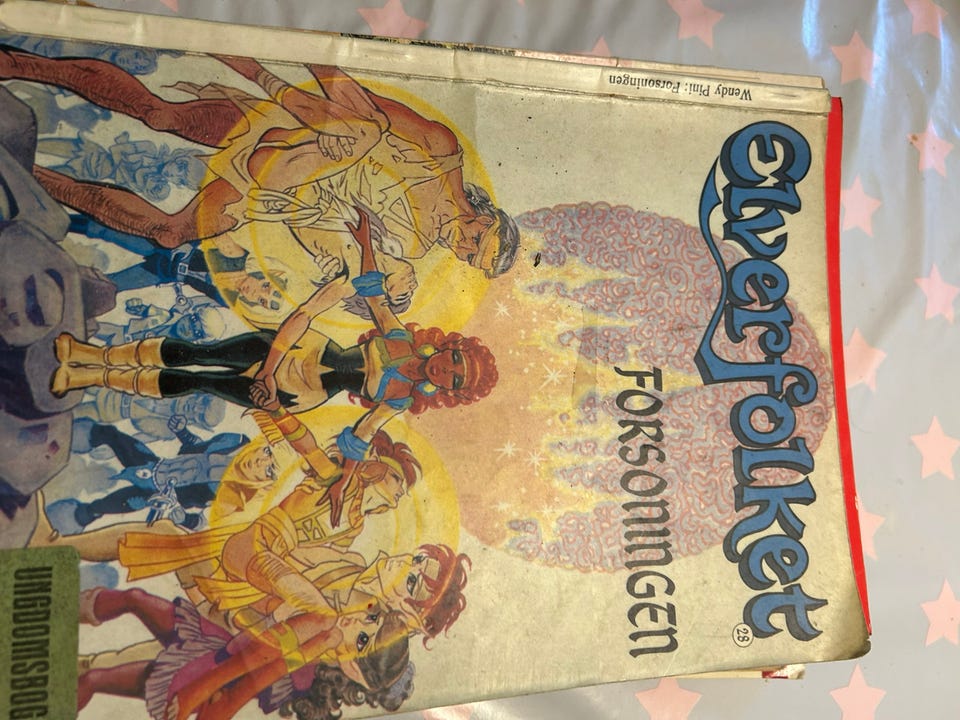 Wendy Pini: Forsoningen
Elverfolket
28
FORSONINGEN
UNGDOMSBOG